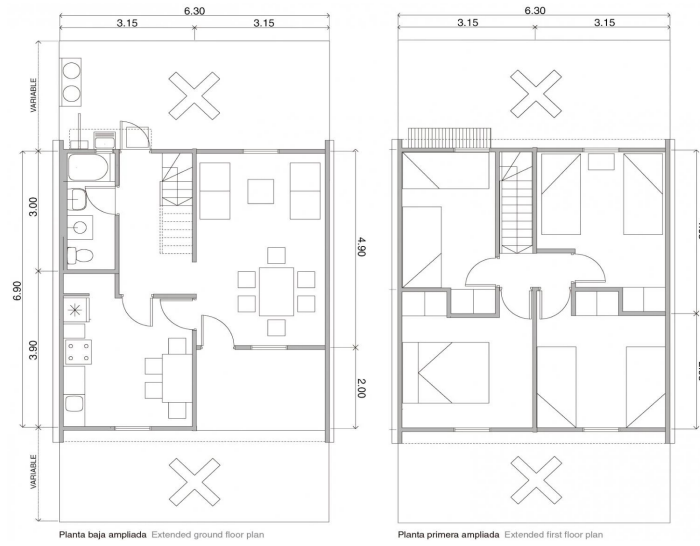 6.30
3.15 3.15
VARIABLE
3.00
4.90
6.90
3.90
2.00
VARIABLE
Planta baja ampliada Extended ground floor plan
6.30
3.15 3.15
Planta primera ampliada Extended first floor plan